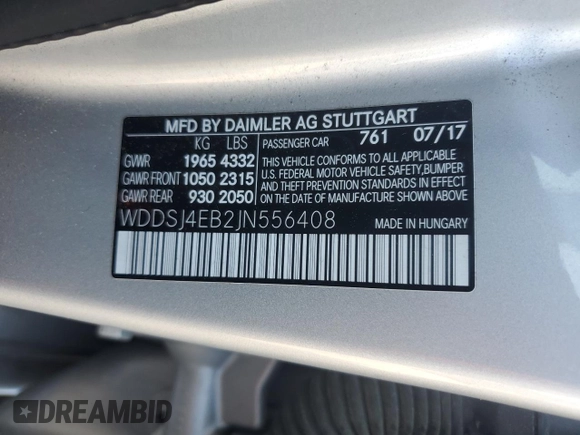 MFD BY DAIMLER AG STUTTGART
KG LBS PASSENGER CAR 761 07/17
GVWR 1965 4332
GAWR FRONT 1050 2315
GAWR REAR 930 2050
THIS VEHICLE CONFORMS TO ALL APPLICABLE
U.S. FEDERAL MOTOR VEHICLE SAFETY, BUMPER
AND THEFT PREVENTION STANDARDS IN EFFECT
ON THE DATE OF MANUFACTURE SHOWN ABOVE
WDDSJ4EB2JN556408 MADE IN HUNGARY
DREAMBID